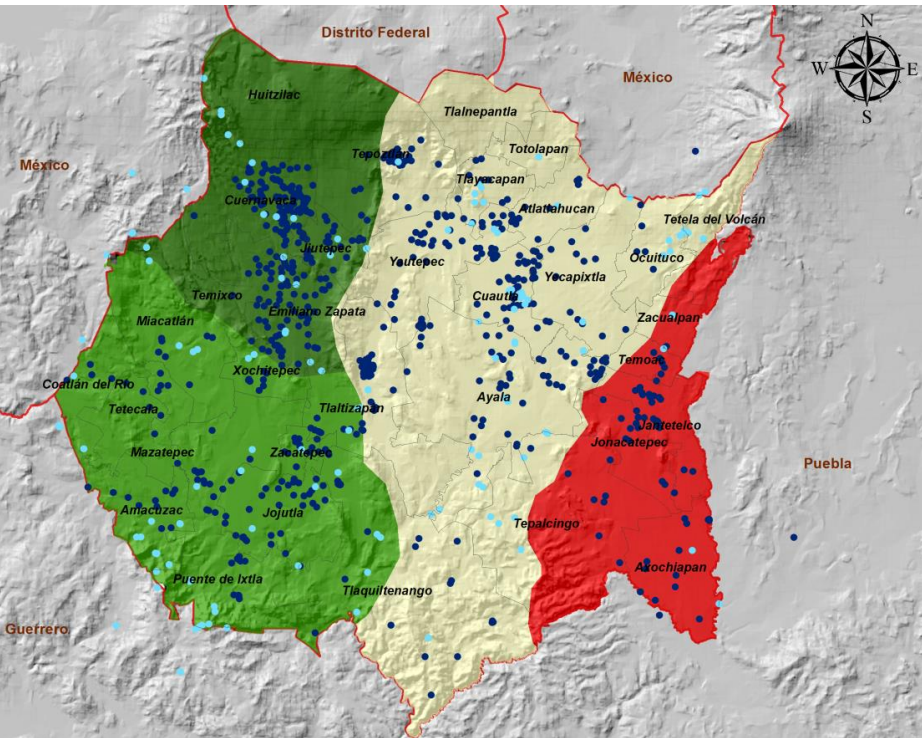 Distrito Federal
N
W E
S
México
Huitzilac
Tlalnepantla
Totolapan
Tepoztlán
México
Tlayacapan
Cuernavaca
Atlatlahucan
Tetela del Volcán
Jiutepec
Yautepec
Ocuituco
Yecapixtla
Temixco
Cuautla
Emiliano Zapata
Miacatlán
Zacualpan
Temoac
Xochitepec
Coatlán del Río
Ayala
Tetecala
Tlaltizapán
Jantetelco
Jonacatepec
Mazatepec
Zacatepec
Puebla
Amacuzac
Jojutla
Tepalcingo
Axochiapan
Puente de Ixtla
Tlaquiltenango
Guerrero